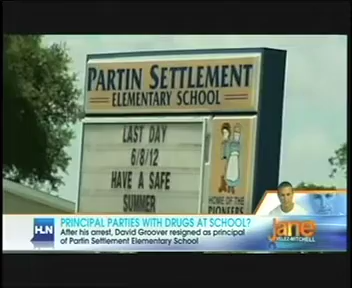 PARTIN SETTLEMENT
ELEMENTARY SCHOOL
LAST DAY
6/8/12
HAVE A SAFE
SUMMER
HOME OF THE
PIONEERS
HLN
PRINCIPAL PARTIES WITH DRUGS AT SCHOOL?
After his arrest, David Groover resigned as principal
of Partin Settlement Elementary School
Jane
VELEZ-MITCHELL